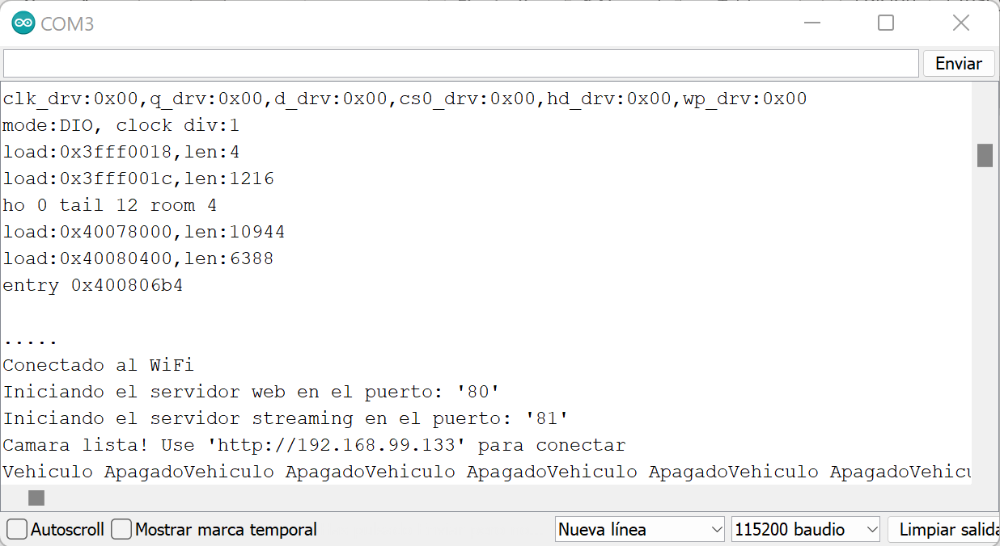 COM3
Enviar
clk_drv:0x00,q_drv:0x00,d_drv:0x00,cs0_drv:0x00,hd_drv:0x00,wp_drv:0x00
mode:DIO, clock div:1
load:0x3fff0018,len:4
load:0x3fff001c,len:1216
ho 0 tail 12 room 4
load:0x40078000,len:10944
load:0x40080400,len:6388
entry 0x400806b4
.....
Conectado al WiFi
Iniciando el servidor web en el puerto: '80'
Iniciando el servidor streaming en el puerto: '81'
Camara lista! Use 'http://192.168.99.133' para conectar
Vehiculo ApagadoVehiculo ApagadoVehiculo ApagadoVehiculo ApagadoVehiculo ApagadoVehicu
Autoscroll Mostrar marca temporal Nueva línea 115200 baudio Limpiar salida